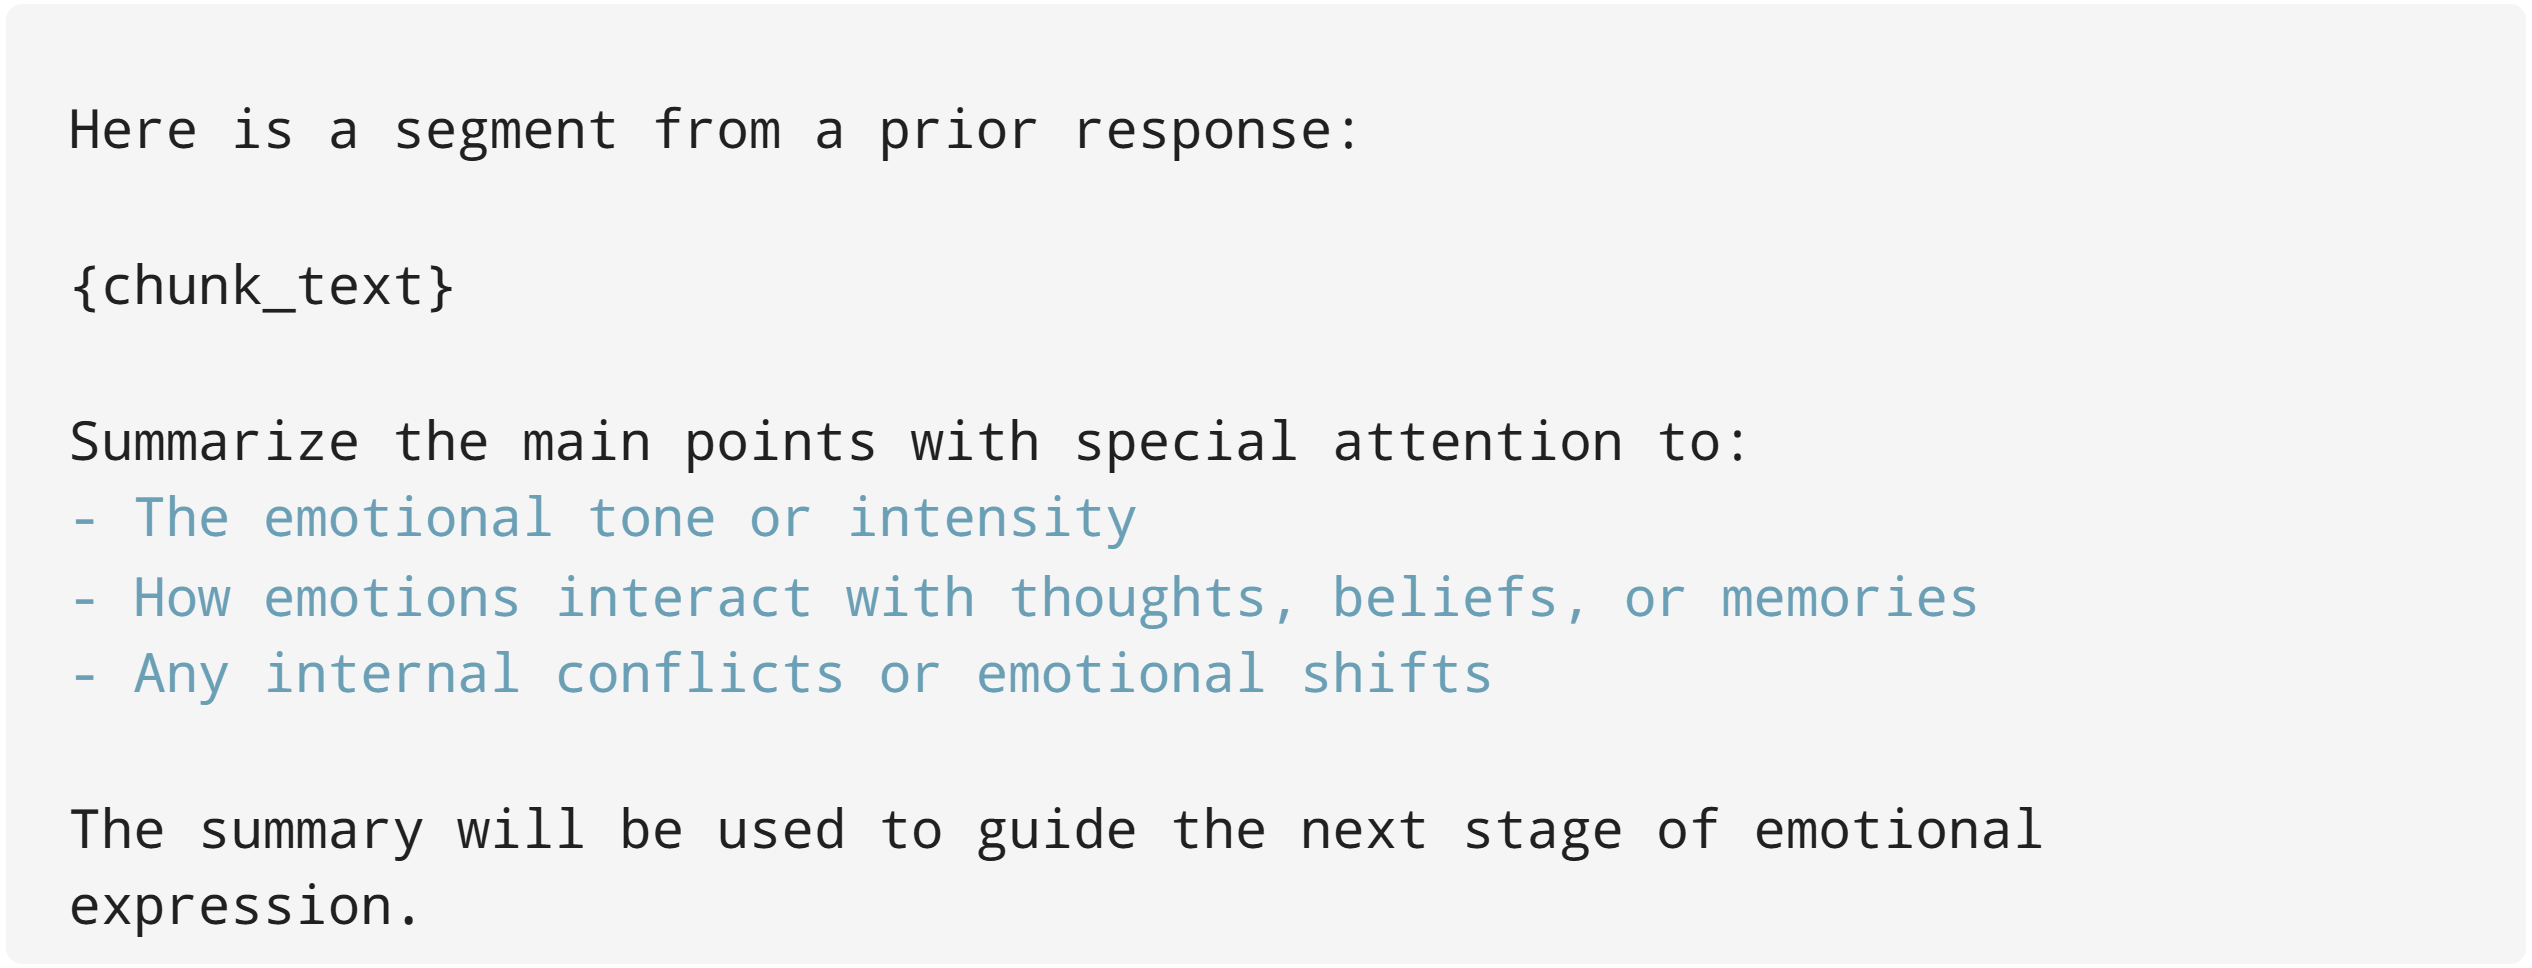 Here is a segment from a prior response:
{chunk_text}
Summarize the main points with special attention to:
- The emotional tone or intensity
- How emotions interact with thoughts, beliefs, or memories
- Any internal conflicts or emotional shifts
The summary will be used to guide the next stage of emotional
expression.